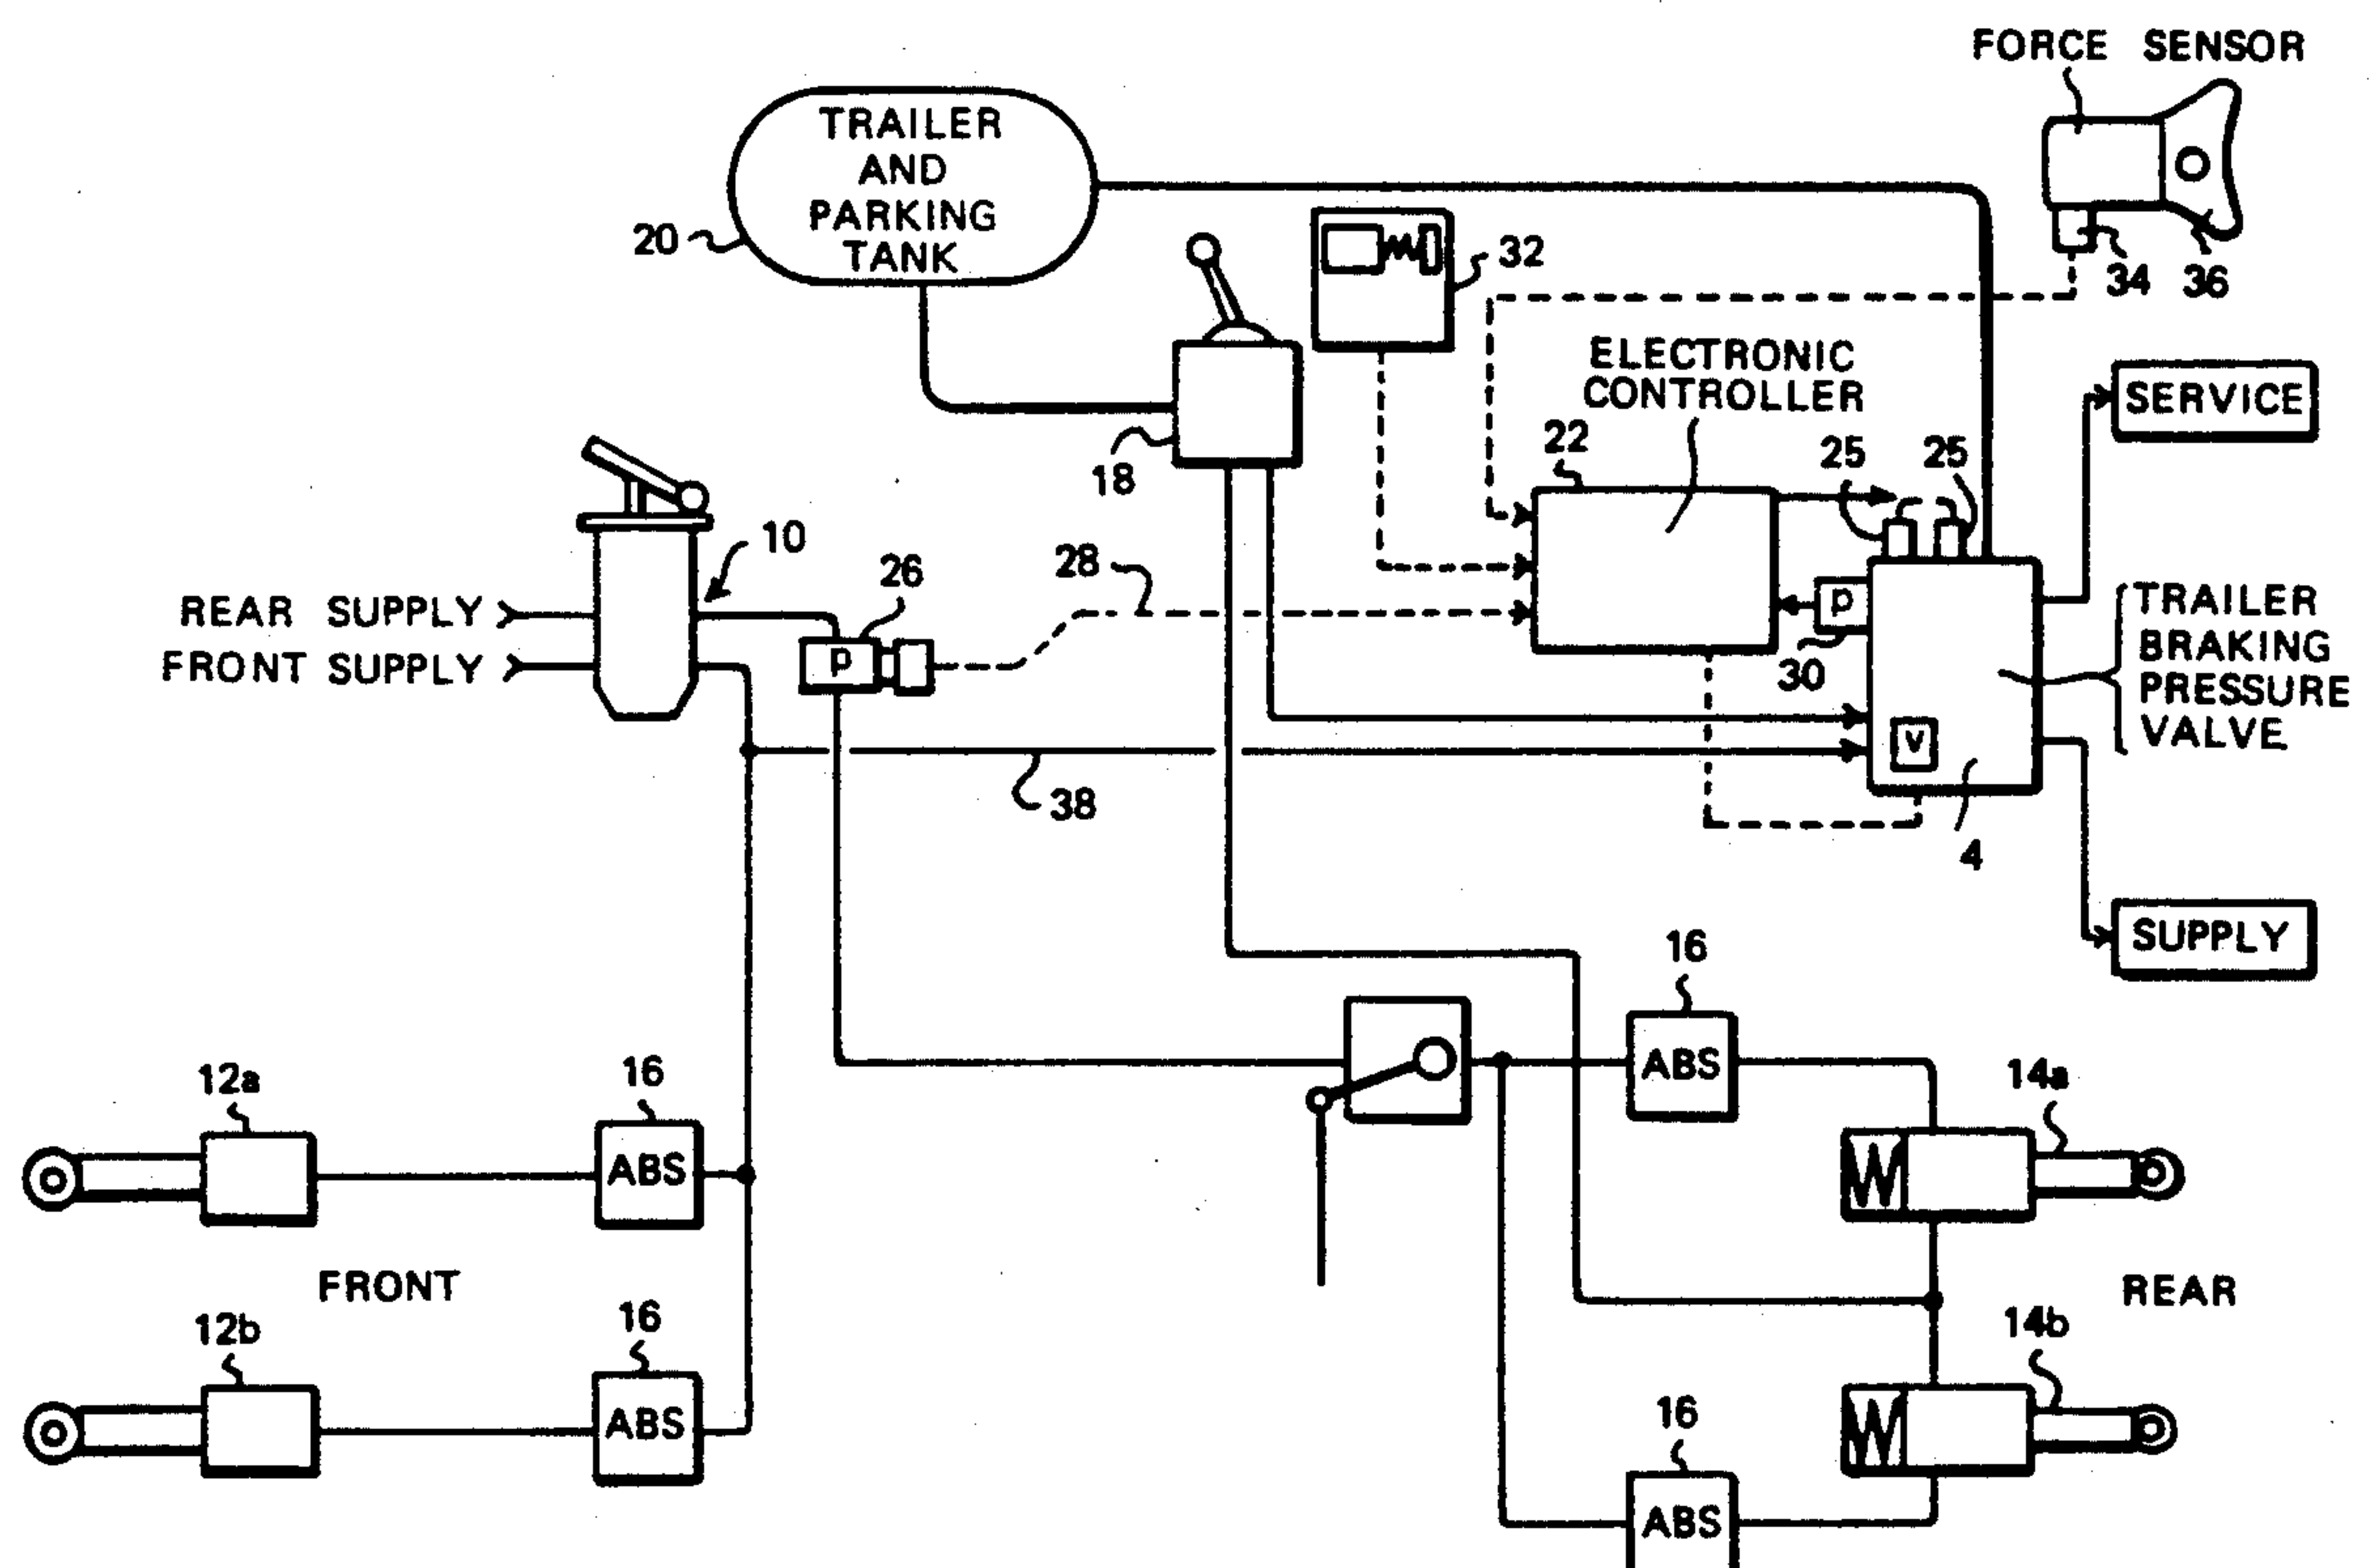 FORCE SENSOR
TRAILER
AND
PARKING
TANK
20
32
34
36
ELECTRONIC
CONTROLLER
SERVICE
18
22
25
25
10
26
28
REAR SUPPLY
FRONT SUPPLY
p
p
30
TRAILER
BRAKING
PRESSURE
VALVE
V
38
4
SUPPLY
16
ABS
12a
16
ABS
14a
FRONT
REAR
12b
16
ABS
14b
16
ABS